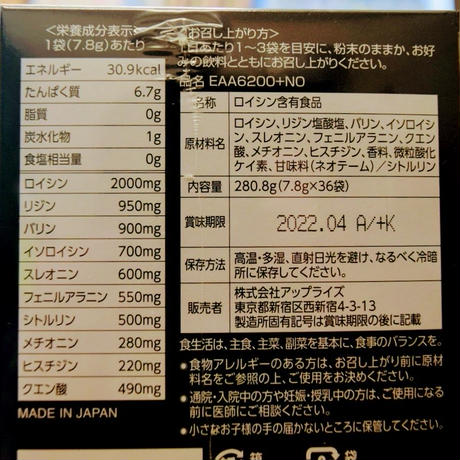 <栄養成分表示>
1袋(7.8g)あたり
エネルギー 30.9kcal
たんぱく質 6.7g
脂質 0g
炭水化物 1g
食塩相当量 0g
ロイシン 2000mg
リジン 950mg
バリン 900mg
イソロイシン 700mg
スレオニン 600mg
フェニルアラニン 550mg
シトルリン 500mg
メチオニン 280mg
ヒスチジン 220mg
クエン酸 490mg
MADE IN JAPAN
お召し上がり方>
1日あたり1〜3袋を目安に、粉末のままか、お好
みの飲料とともにお召し上がりください。
品名 EAA6200+NO
名称 ロイシン含有食品
原材料名 ロイシン、リジン塩酸塩、バリン、イソロイシ
ン、スレオニン、フェニルアラニン、クエン
酸、メチオニン、ヒスチジン、香料、微粒酸化
ケイ素、甘味料(ネオテーム)/シトルリン
内容量 280.8g(7.8g×36袋)
賞味期限 2022.04 A/+K
保存方法 高温・多湿、直射日光を避け、なるべく冷暗
所に保存してください。
販売者 株式会社アップライズ
東京都新宿区西新宿4-3-13
製造所固有記号は賞味期限の後に記載
食生活は、主食、主菜、副菜を基本に、食事のバランスを。
●食物アレルギーのある方は、お召し上がり前に原材
料名をご参照の上、ご使用をお決めください。
●通院・入院中の方や妊娠・授乳中の方は、ご使用になる
前に医師にご相談ください。
●小さなお子様の手の届かないところに保管してください。
箱 袋